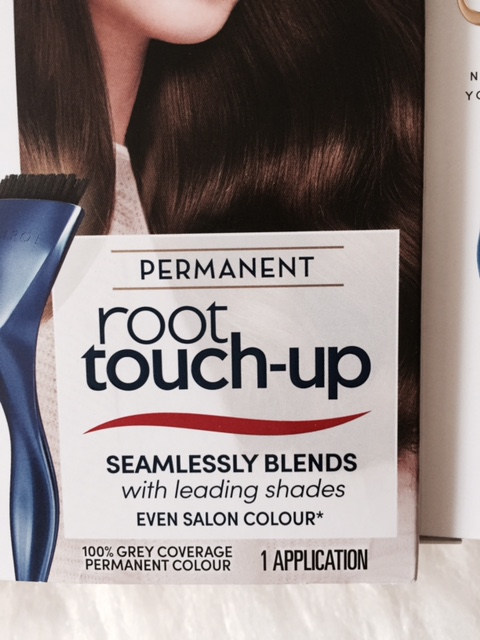 PERMANENT
root
touch-up
SEAMLESSLY BLENDS
with leading shades
EVEN SALON COLOUR*
100% GREY COVERAGE
PERMANENT COLOUR
1 APPLICATION